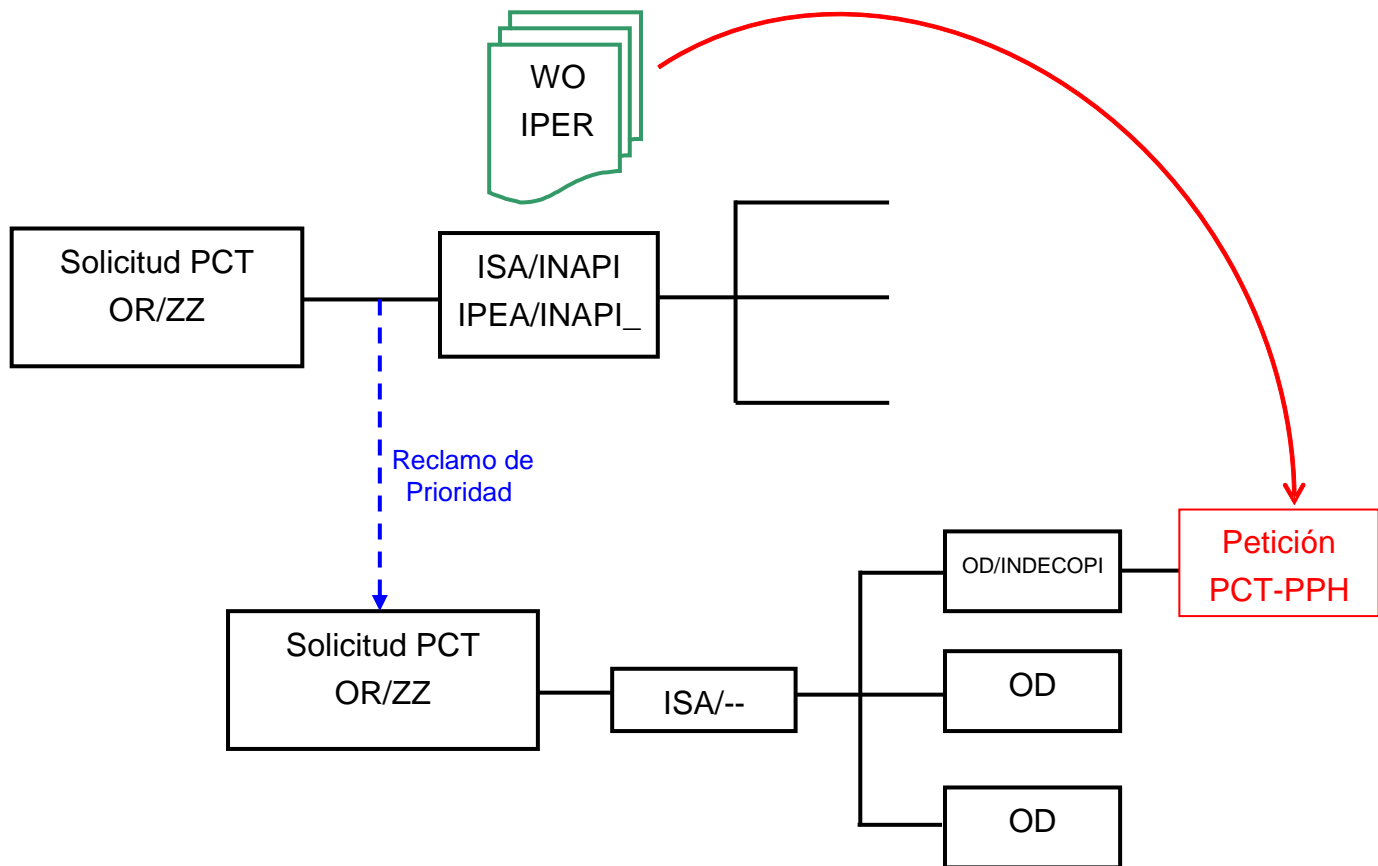 WO
IPER
Solicitud PCT
OR/ZZ
ISA/INAPI
IPEA/INAPI_
Reclamo de
Prioridad
OD/INDECOPI
Petición
PCT-PPH
Solicitud PCT
OR/ZZ
ISA/--
OD
OD